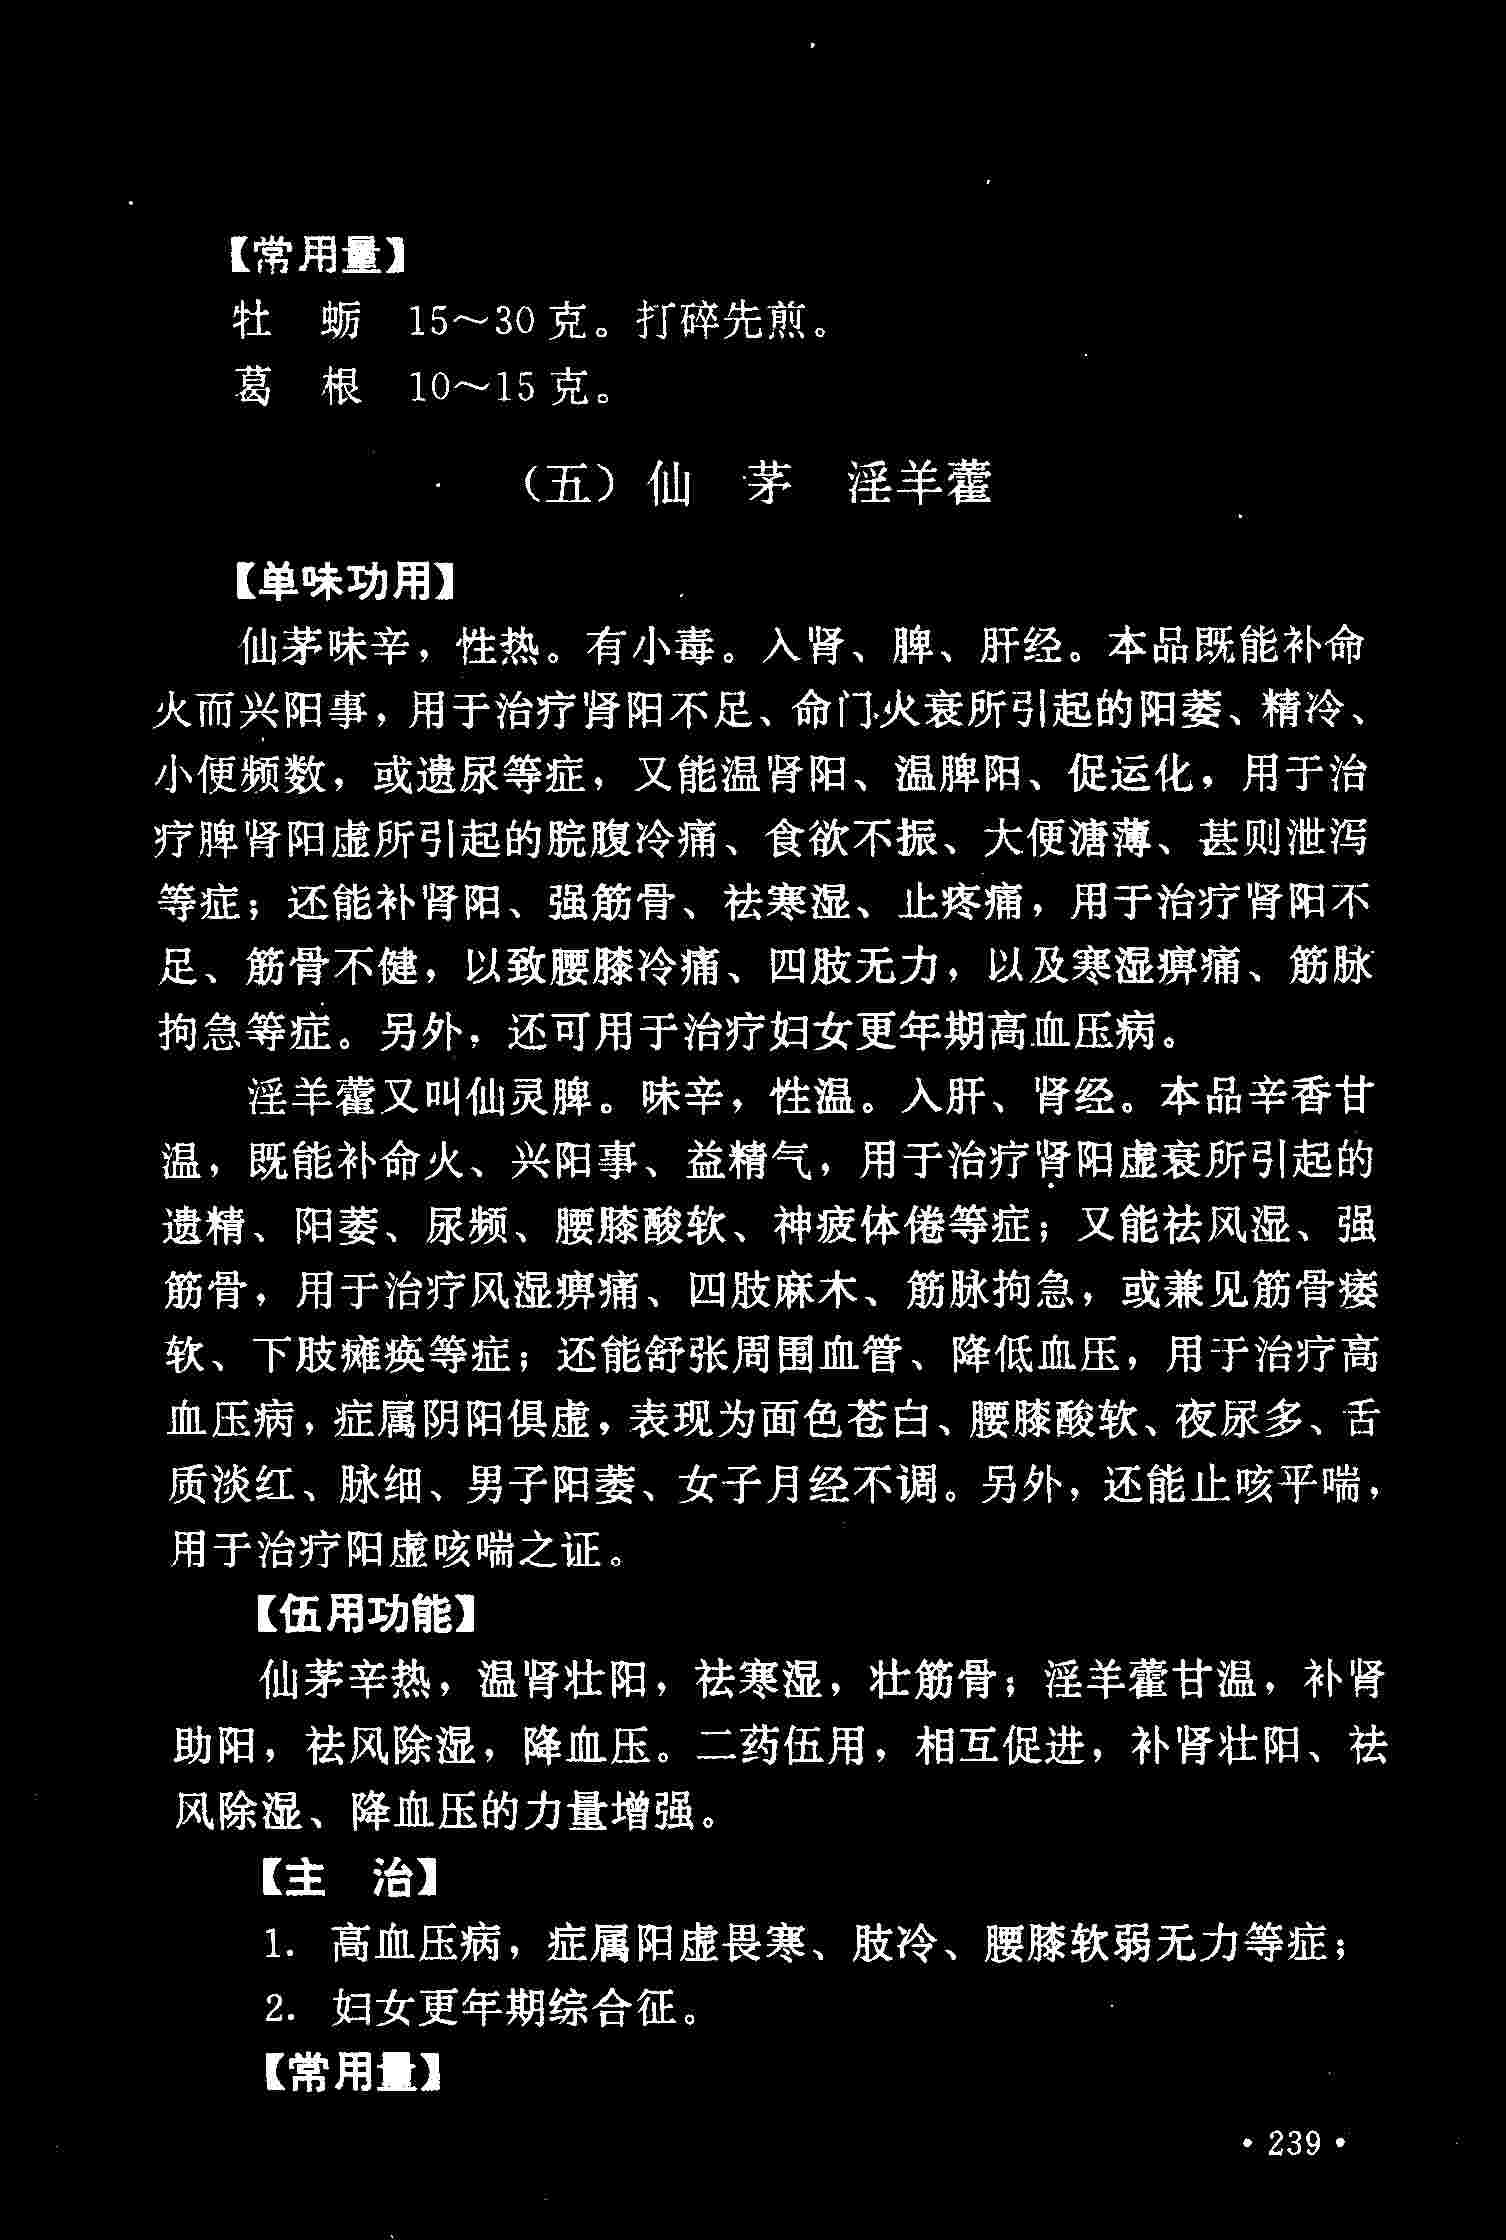 【常用量】
牡　蛎　15～30克。打碎先煎。
葛　根　10～15克。
（五）仙　茅　淫羊藿
【单味功用】
仙茅味辛，性热。有小毒。入肾、脾、肝经。本品既能补命
火而兴阳事，用于治疗肾阳不足、命门火衰所引起的阳萎、精冷、
小便频数，或遗尿等症，又能温肾阳、温脾阳、促运化，用于治
疗脾肾阳虚所引起的脘腹冷痛、食欲不振、大便溏薄、甚则泄泻
等症；还能补肾阳、强筋骨、祛寒湿、止疼痛，用于治疗肾阳不
足、筋骨不健，以致腰膝冷痛、四肢无力，以及寒湿痹痛、筋脉
拘急等症。另外，还可用于治疗妇女更年期高血压病。
淫羊藿又叫仙灵脾。味辛，性温。入肝、肾经。本品辛香甘
温，既能补命火、兴阳事、益精气，用于治疗肾阳虚衰所引起的
遗精、阳萎、尿频、腰膝酸软、神疲体倦等症；又能祛风湿、强
筋骨，用于治疗风湿痹痛、四肢麻木、筋脉拘急，或兼见筋骨痿
软、下肢瘫痪等症；还能舒张周围血管、降低血压，用于治疗高
血压病，症属阴阳俱虚，表现为面色苍白、腰膝酸软、夜尿多、舌
质淡红、脉细、男子阳萎、女子月经不调。另外，还能止咳平喘，
用于治疗阳虚咳喘之证。
【伍用功能】
仙茅辛热，温肾壮阳，祛寒湿，壮筋骨；淫羊藿甘温，补肾
助阳，祛风除湿，降血压。二药伍用，相互促进，补肾壮阳、祛
风除湿、降血压的力量增强。
【主　治】
1. 高血压病，症属阳虚畏寒、肢冷、腰膝软弱无力等症；
2. 妇女更年期综合征。
【常用量】
·239·